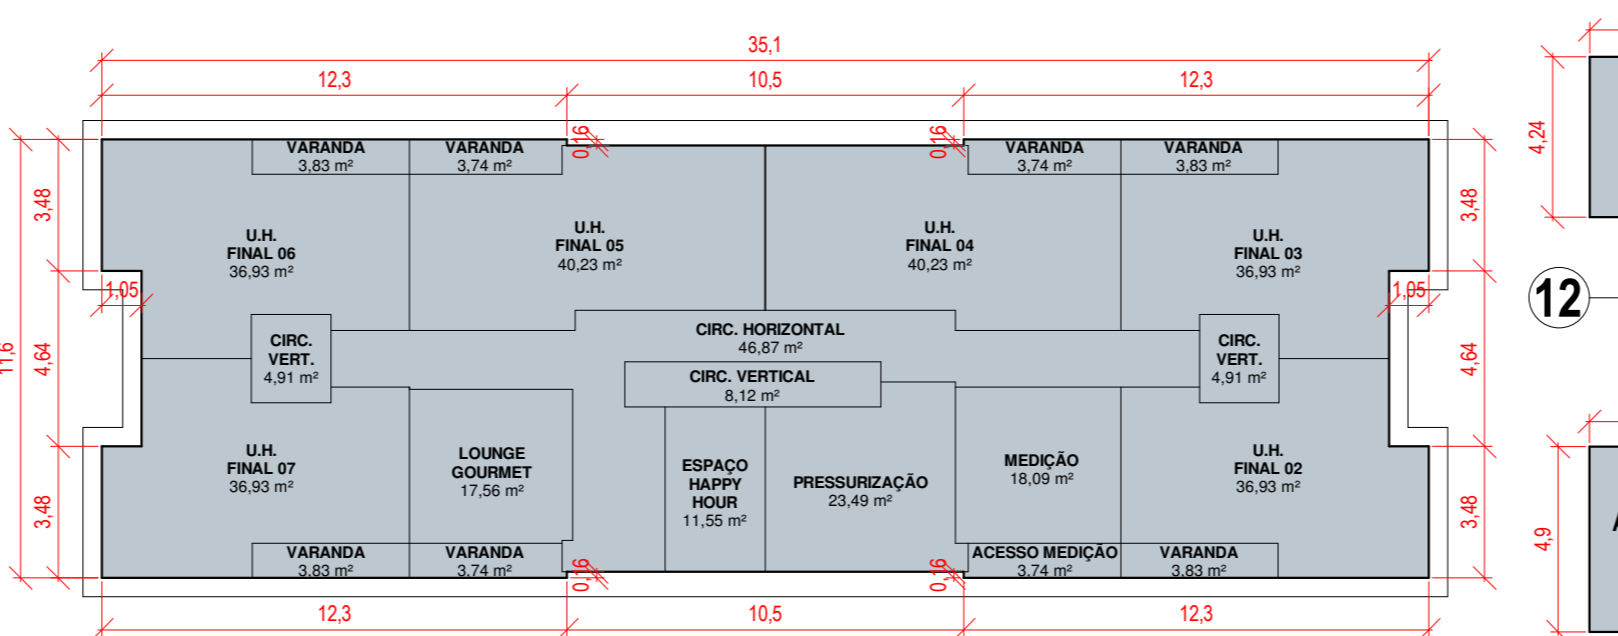 35,1
12,3
10,5
12,3
4,24
0,16
0,16
VARANDA
3,83 m²
VARANDA
3,74 m²
VARANDA
3,74 m²
VARANDA
3,83 m²
3,48
3,48
U.H.
FINAL 06
36,93 m²
U.H.
FINAL 05
40,23 m²
U.H.
FINAL 04
40,23 m²
U.H.
FINAL 03
36,93 m²
1,05
1,05
12
11,6
4,64
4,64
CIRC.
VERT.
4,91 m²
CIRC. HORIZONTAL
46,87 m²
CIRC. VERTICAL
8,12 m²
CIRC.
VERT.
4,91 m²
U.H.
FINAL 07
36,93 m²
LOUNGE
GOURMET
17,56 m²
ESPAÇO
HAPPY
HOUR
11,55 m²
PRESSURIZAÇÃO
23,49 m²
MEDIÇÃO
18,09 m²
U.H.
FINAL 02
36,93 m²
3,48
3,48
4,9
VARANDA
3,83 m²
VARANDA
3,74 m²
0,16
0,16
ACESSO MEDIÇÃO
3,74 m²
VARANDA
3,83 m²
12,3
10,5
12,3